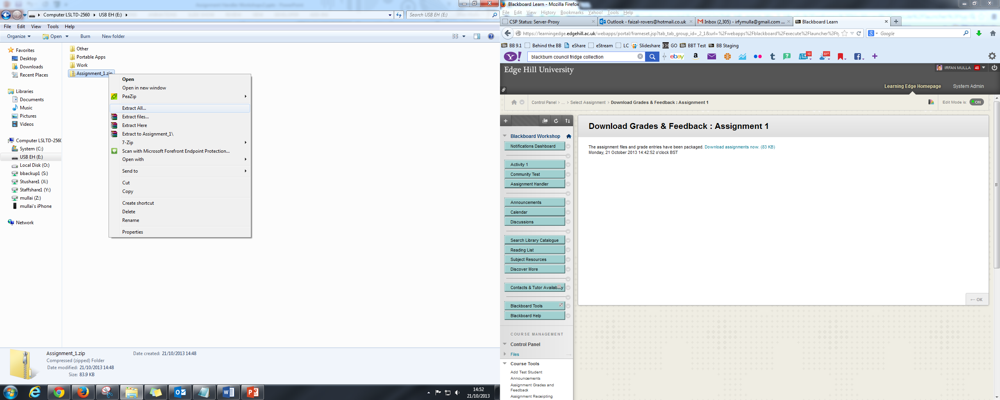 Computer LSLTD-2560 USB EH (E:)
Search USB EH (E:)
File Edit View Tools Help
Organize Open Burn New folder
Favorites
Desktop
Downloads
Recent Places
Libraries
Documents
Music
Pictures
Videos
Computer LSLTD-2560
System (C:)
USB EH (E:)
Local Disk (O:)
bbackup1 (S:)
Stushare1 (X:)
Staffshare1 (Y:)
mullai (Z:)
mullai's iPhone
Network
Other
Portable Apps
Work
Assignment_1.zip
Open
Open in new window
PeaZip
Extract All...
Extract files...
Extract Here
Extract to Assignment_1\
7-Zip
Scan with Microsoft Forefront Endpoint Protection...
Open with
Send to
Cut
Copy
Create shortcut
Delete
Rename
Properties
Assignment_1.zip Date created: 21/10/2013 14:48
Compressed (zipped) Folder
Date modified: 21/10/2013 14:48
Size: 83.9 KB
14:52
21/10/2013
Blackboard Learn - Mozilla Firefox
File Edit View History Bookmarks Yahoo! Tools Help
CSP Status: Server-Proxy
Outlook - faizal-rovers@hotmail.co.uk
Inbox (2,305) - irfymulla@gmail.com ...
Blackboard Learn
https://learningedge.edgehill.ac.uk/webapps/portal/frameset.jsp?tab_tab_group_id=_2_1&url=%2Fwebapps%2Fblackboard%2Fexecute%2Flauncher%3Fty
Google
BB 9.1 Behind the BB eShare eStream LC Slideshare GO BBT Test BB Staging
blackburn council fridge collection
ebay
10
61°
Edge Hill University
IRFAN MULLA 48
Learning Edge Homepage System Admin
Control Panel > ... > Select Assignment > Download Grades & Feedback : Assignment 1
Edit Mode is: ON
Blackboard Workshop
Notifications Dashboard
Activity 1
Community Test
Assignment Handler
Announcements
Calendar
Discussions
Search Library Catalogue
Reading List
Subject Resources
Discover More
Contacts & Tutor Availability
Blackboard Tools
Blackboard Help
COURSE MANAGEMENT
Control Panel
Files
Course Tools
Add Test Student
Announcements
Assignment Grades and
Feedback
Assignment Receipting
Download Grades & Feedback : Assignment 1
The assignment files and grade entries have been packaged. Download assignments now. (83 KB)
Monday, 21 October 2013 14:42:52 o'clock BST
← OK